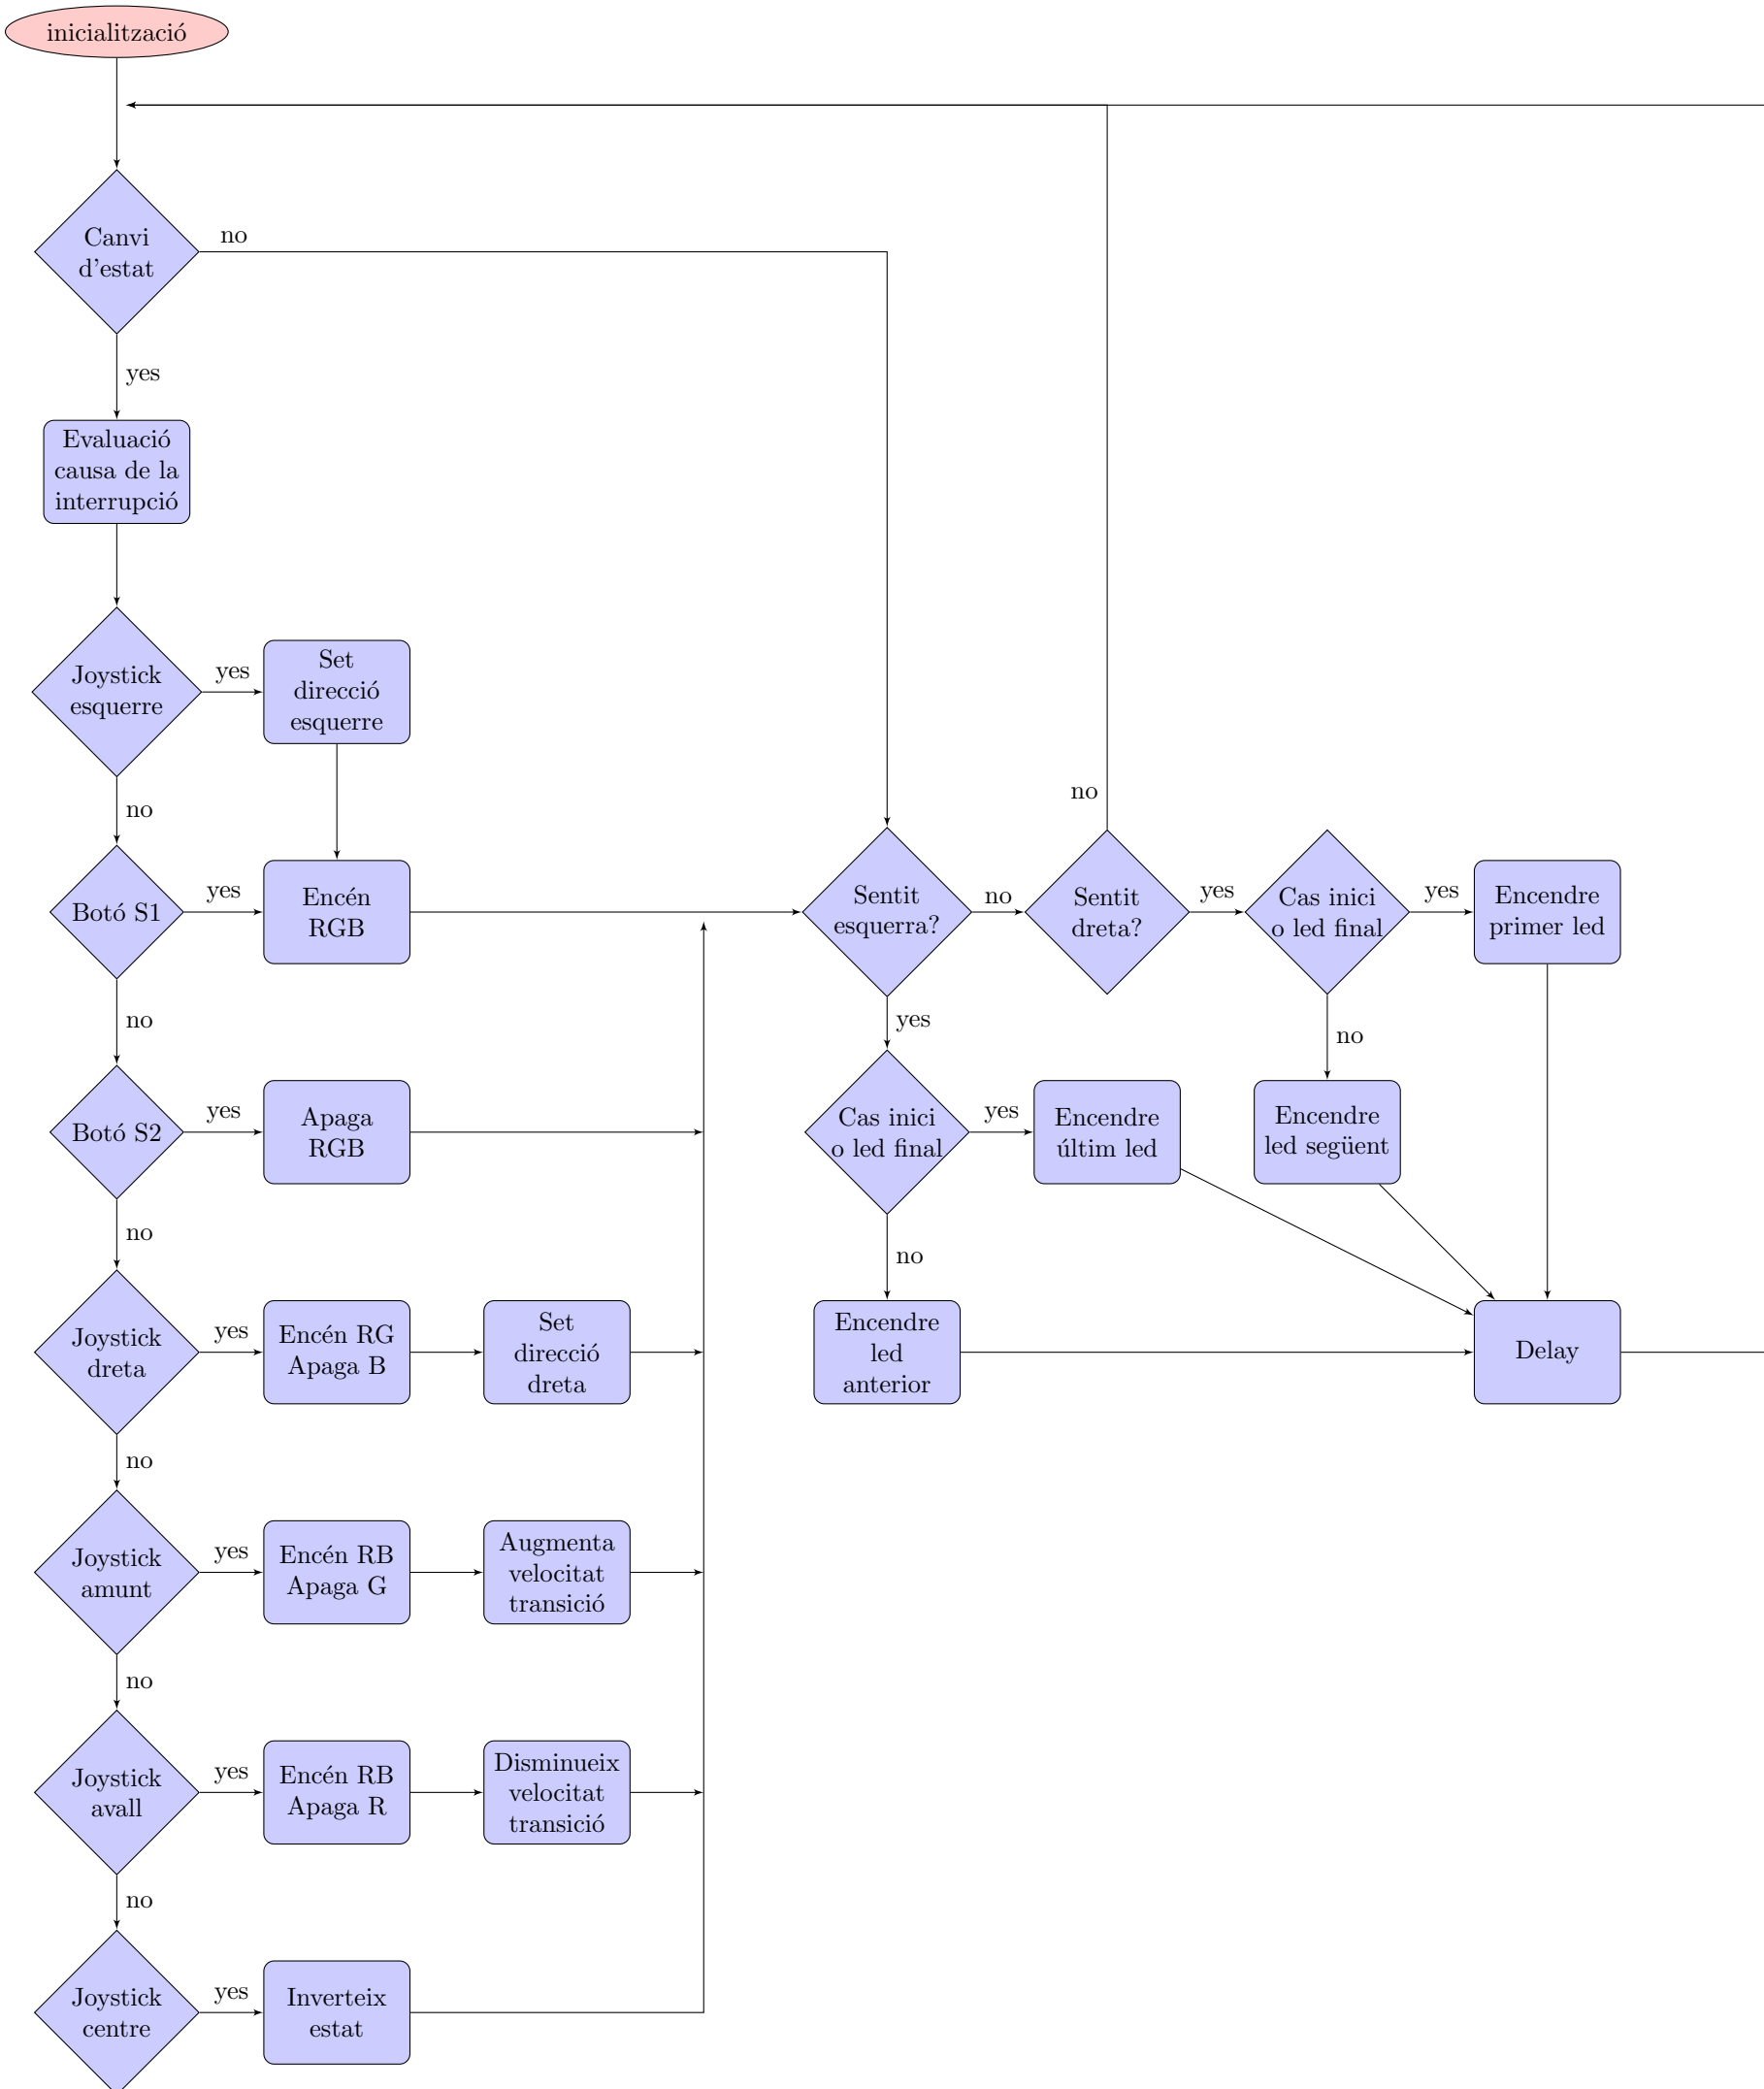 inicialització
Canvi
d'estat
no
yes
Evaluació
causa de la
interrupció
Joystick
esquerre
yes
Set
direcció
esquerre
no
Botó S1
yes
Encén
RGB
no
Botó S2
yes
Apaga
RGB
no
Joystick
dreta
yes
Encén RG
Apaga B
Set
direcció
dreta
no
Joystick
amunt
yes
Encén RB
Apaga G
Augmenta
velocitat
transició
no
Joystick
avall
yes
Encén RB
Apaga R
Disminueix
velocitat
transició
no
Joystick
centre
yes
Inverteix
estat
Sentit
esquerra?
no
Sentit
dreta?
no
yes
Cas inici
o led final
yes
Encendre
primer led
yes
Cas inici
o led final
yes
Encendre
últim led
no
Encendre
led següent
no
Encendre
led
anterior
Delay